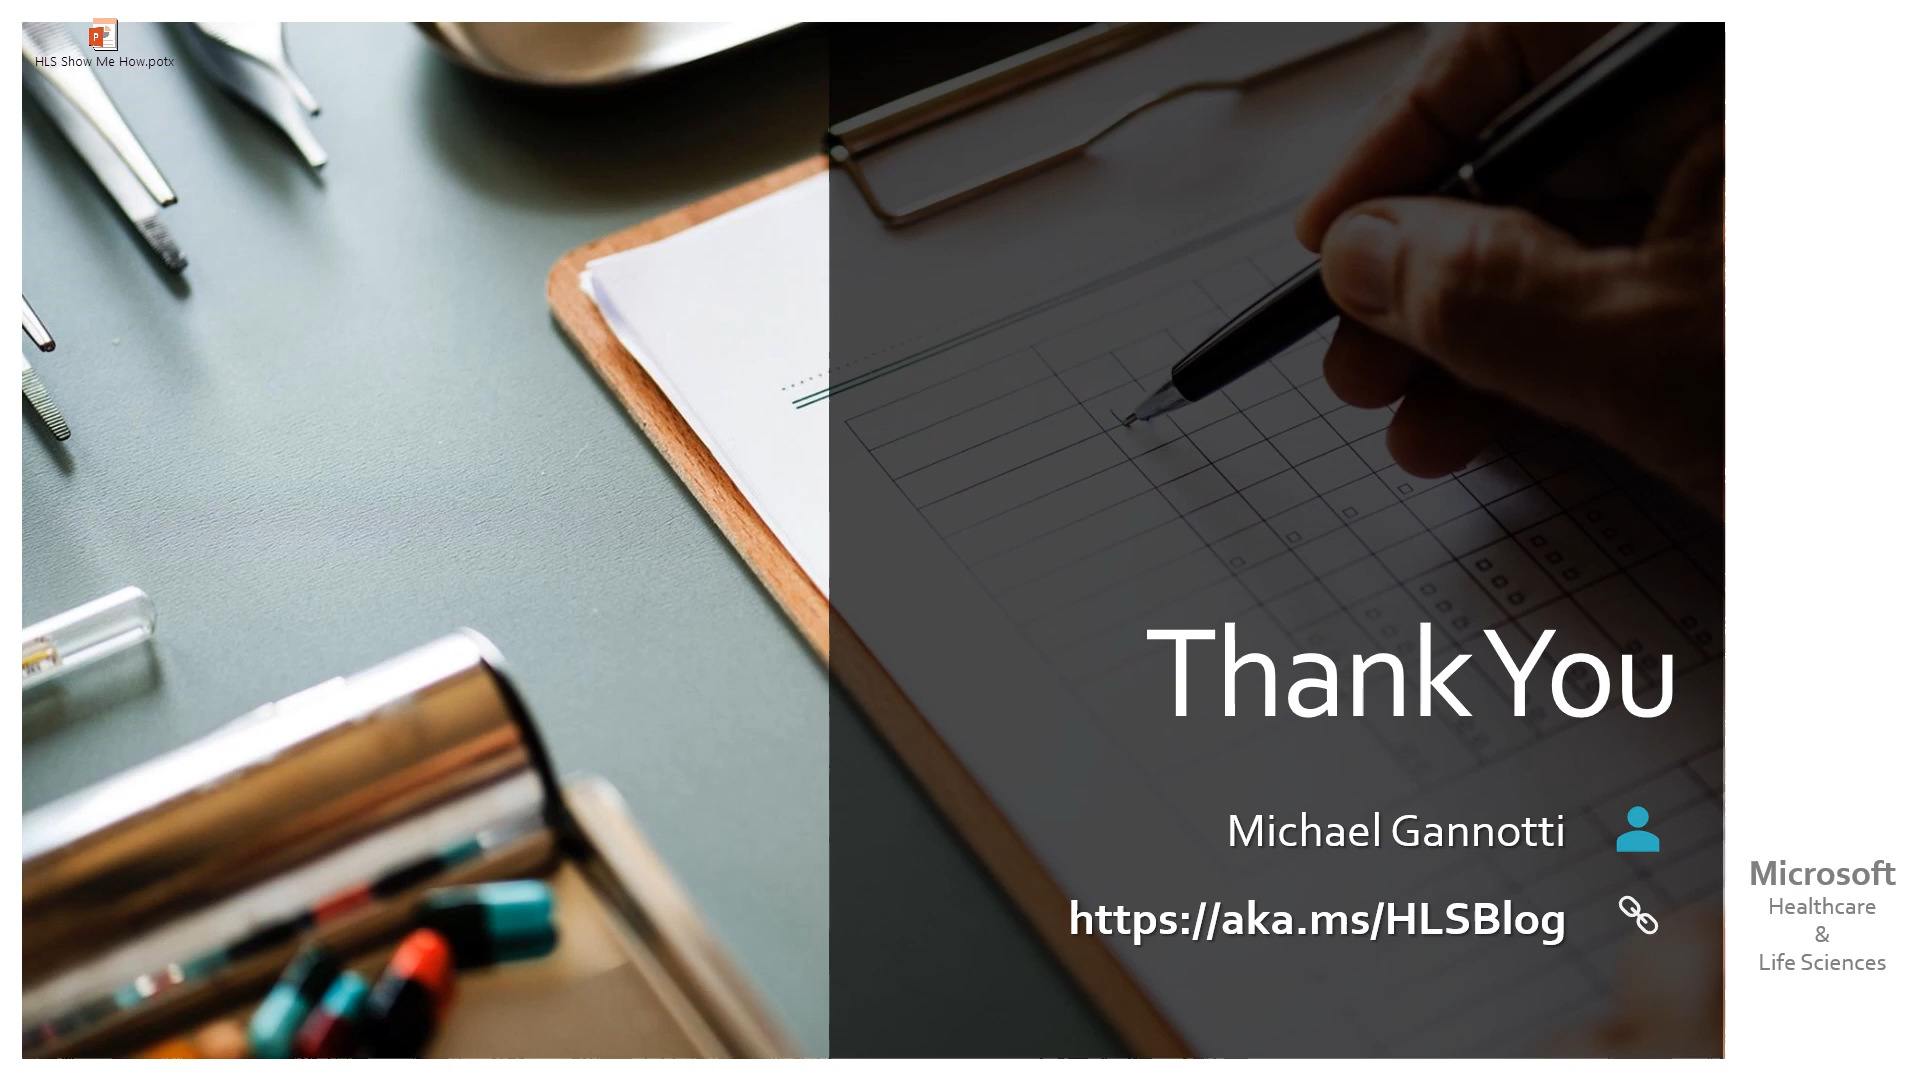 HLS Show Me How.potx
Thank You
Michael Gannotti
https://aka.ms/HLSBlog
Microsoft
Healthcare
&
Life Sciences